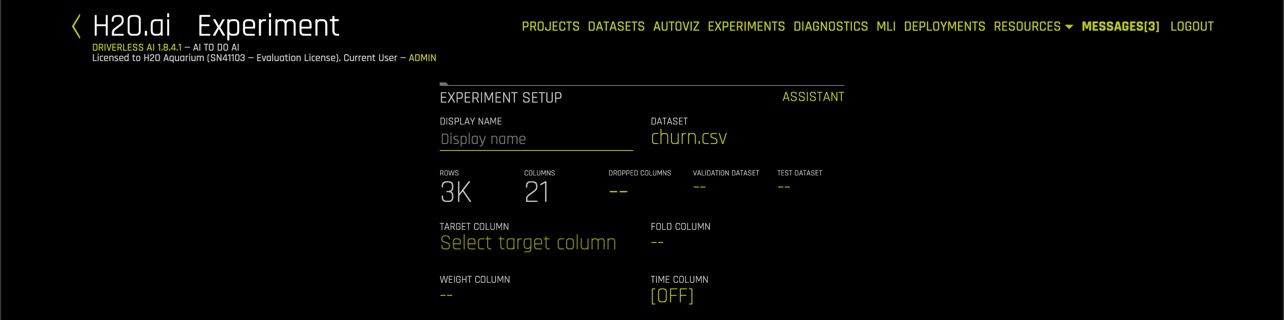 H2O.ai Experiment
PROJECTS DATASETS AUTOVIZ EXPERIMENTS DIAGNOSTICS MLI DEPLOYMENTS RESOURCES MESSAGES[3] LOGOUT
DRIVERLESS AI 1.8.4.1 – AI TO DO AI
Licensed to H2O Aquarium (SN41103 – Evaluation License). Current User – ADMIN
EXPERIMENT SETUP ASSISTANT
DISPLAY NAME DATASET
Display name churn.csv
ROWS COLUMNS DROPPED COLUMNS VALIDATION DATASET TEST DATASET
3K 21 -- -- --
TARGET COLUMN FOLD COLUMN
Select target column --
WEIGHT COLUMN TIME COLUMN
-- [OFF]